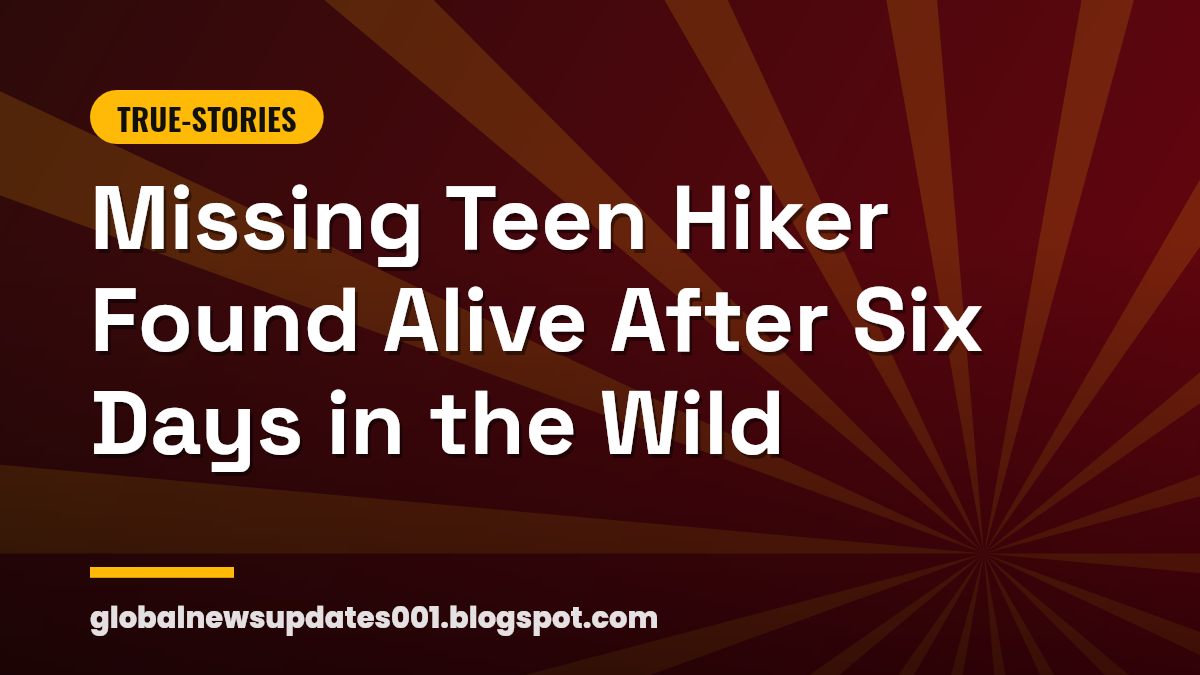 TRUE-STORIES
Missing Teen Hiker
Found Alive After Six
Days in the Wild
globalnewsupdates001.blogspot.com